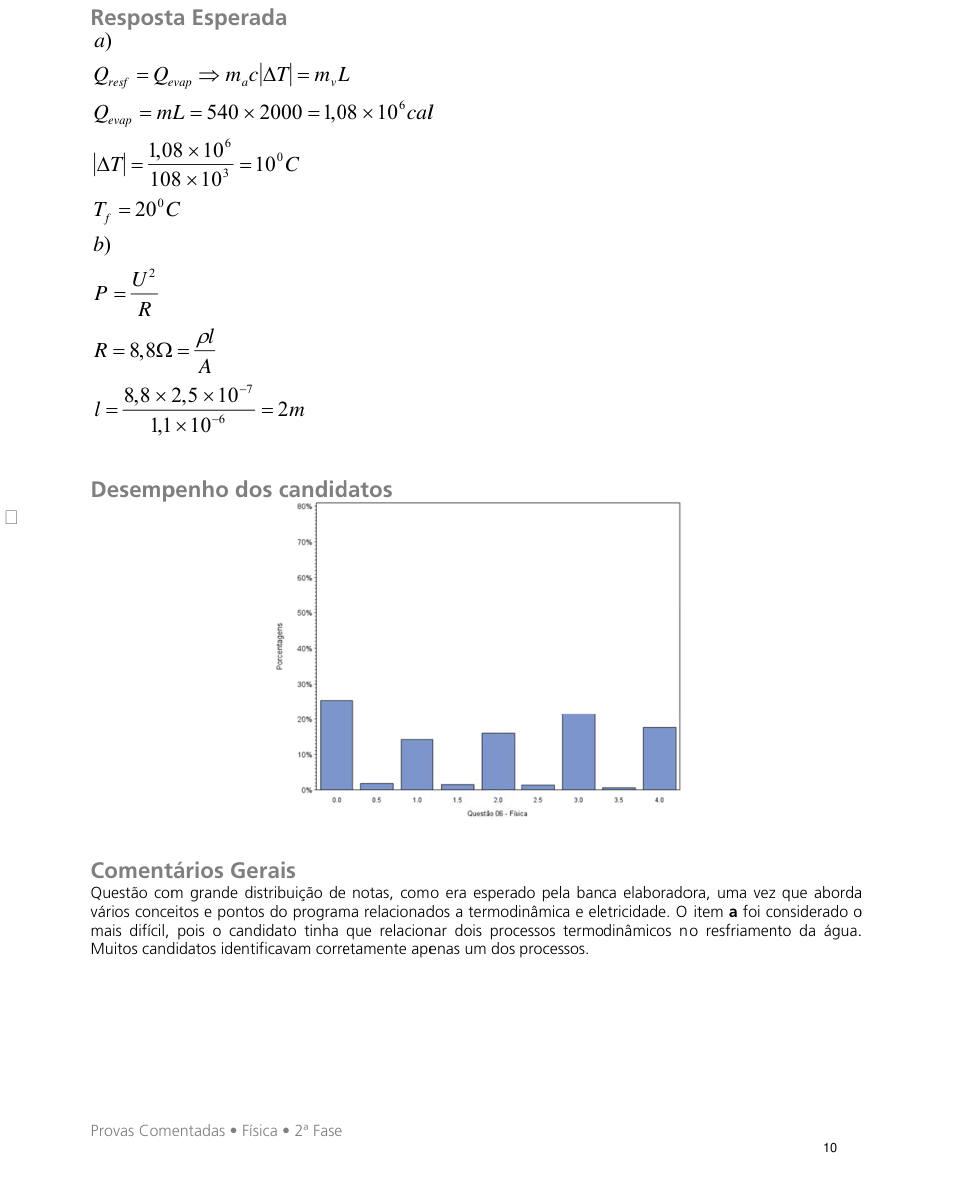 Resposta Esperada
a)
Q_resf = Q_evap ⇒ m_a c|ΔT| = m_v L
Q_evap = mL = 540 × 2000 = 1,08 × 10^6 cal
|ΔT| = 1,08 × 10^6 / 108 × 10^3 = 10^0 C
T_f = 20^0 C
b)
P = U^2 / R
R = 8,8Ω = ρl / A
l = 8,8 × 2,5 × 10^−7 / 1,1 × 10^−6 = 2m
Desempenho dos candidatos
80%
70%
60%
50%
40%
30%
20%
10%
0%
Porcentagens
0.0 0.5 1.0 1.5 2.0 2.5 3.0 3.5 4.0
Questão 06 - Física
Comentários Gerais
Questão com grande distribuição de notas, como era esperado pela banca elaboradora, uma vez que aborda
vários conceitos e pontos do programa relacionados a termodinâmica e eletricidade. O item a foi considerado o
mais difícil, pois o candidato tinha que relacionar dois processos termodinâmicos no resfriamento da água.
Muitos candidatos identificavam corretamente apenas um dos processos.
Provas Comentadas • Física • 2ª Fase
10